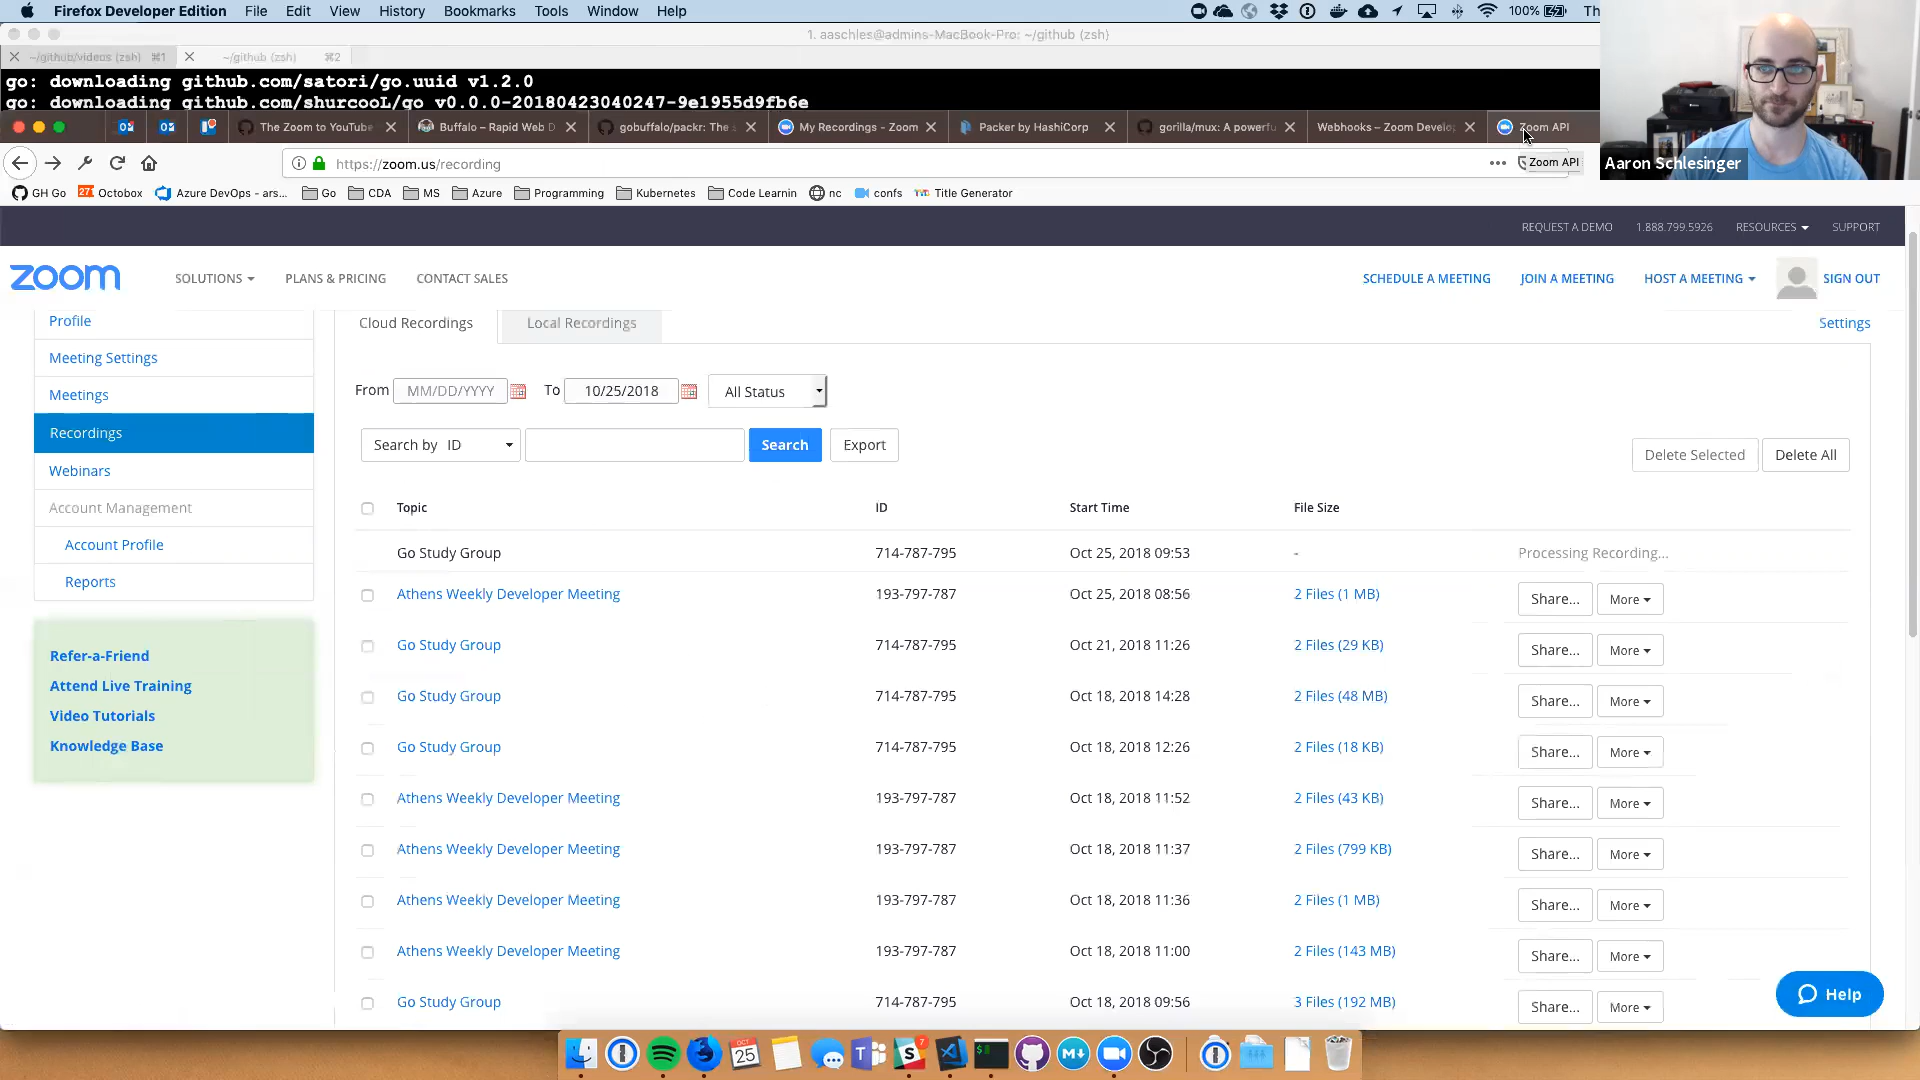 Firefox Developer Edition File Edit View History Bookmarks Tools Window Help 100% Th
1. aaschles@admins-MacBook-Pro: ~/github (zsh)
~/github/videos (zsh) ⌘1 ~/github (zsh) ⌘2
go: downloading github.com/satori/go.uuid v1.2.0
go: downloading github.com/shurcooL/go v0.0.0-20180423040247-9e1955d9fb6e
The Zoom to YouTube Buffalo – Rapid Web D gobuffalo/packr: The s My Recordings - Zoom Packer by HashiCorp gorilla/mux: A powerfu Webhooks – Zoom Develo Zoom API
https://zoom.us/recording
Zoom API
Aaron Schlesinger
GH Go Octobox Azure DevOps - ars... Go CDA MS Azure Programming Kubernetes Code Learnin nc confs Title Generator
REQUEST A DEMO 1.888.799.5926 RESOURCES SUPPORT
zoom SOLUTIONS PLANS & PRICING CONTACT SALES SCHEDULE A MEETING JOIN A MEETING HOST A MEETING SIGN OUT
Profile
Meeting Settings
Meetings
Recordings
Webinars
Account Management
Account Profile
Reports
Refer-a-Friend
Attend Live Training
Video Tutorials
Knowledge Base
Cloud Recordings Local Recordings Settings
From MM/DD/YYYY To 10/25/2018 All Status
Search by ID Search Export Delete Selected Delete All
Topic ID Start Time File Size
Go Study Group 714-787-795 Oct 25, 2018 09:53 - Processing Recording...
Athens Weekly Developer Meeting 193-797-787 Oct 25, 2018 08:56 2 Files (1 MB) Share... More
Go Study Group 714-787-795 Oct 21, 2018 11:26 2 Files (29 KB) Share... More
Go Study Group 714-787-795 Oct 18, 2018 14:28 2 Files (48 MB) Share... More
Go Study Group 714-787-795 Oct 18, 2018 12:26 2 Files (18 KB) Share... More
Athens Weekly Developer Meeting 193-797-787 Oct 18, 2018 11:52 2 Files (43 KB) Share... More
Athens Weekly Developer Meeting 193-797-787 Oct 18, 2018 11:37 2 Files (799 KB) Share... More
Athens Weekly Developer Meeting 193-797-787 Oct 18, 2018 11:36 2 Files (1 MB) Share... More
Athens Weekly Developer Meeting 193-797-787 Oct 18, 2018 11:00 2 Files (143 MB) Share... More
Go Study Group 714-787-795 Oct 18, 2018 09:56 3 Files (192 MB) Share... More
Help
OCT
25
7